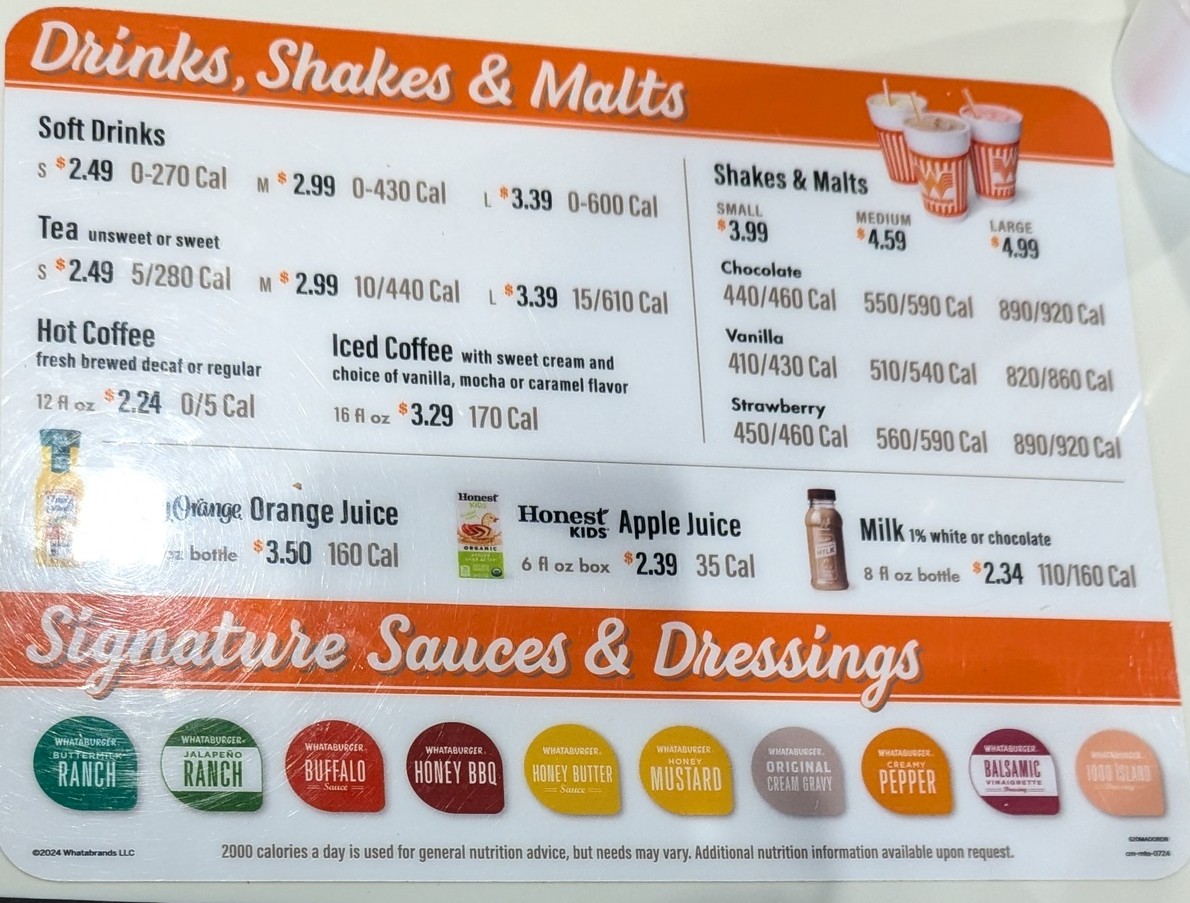 Drinks, Shakes & Malts
Soft Drinks
S $2.49 0-270 Cal M $2.99 0-430 Cal L $3.39 0-600 Cal
Tea unsweet or sweet
S $2.49 5/280 Cal M $2.99 10/440 Cal L $3.39 15/610 Cal
Hot Coffee
fresh brewed decaf or regular
12 fl oz $2.24 0/5 Cal
Iced Coffee with sweet cream and
choice of vanilla, mocha or caramel flavor
16 fl oz $3.29 170 Cal
Shakes & Malts
SMALL MEDIUM LARGE
$3.99 $4.59 $4.99
Chocolate
440/460 Cal 550/590 Cal 890/920 Cal
Vanilla
410/430 Cal 510/540 Cal 820/860 Cal
Strawberry
450/460 Cal 560/590 Cal 890/920 Cal
Orange Orange Juice
oz bottle $3.50 160 Cal
Honest
KIDS
ORGANIC
Honest KIDS Apple Juice
6 fl oz box $2.39 35 Cal
MILK
Milk 1% white or chocolate
8 fl oz bottle $2.34 110/160 Cal
Signature Sauces & Dressings
WHATABURGER BUTTERMILK RANCH
WHATABURGER JALAPEÑO RANCH
WHATABURGER BUFFALO Sauce
WHATABURGER HONEY BBQ
WHATABURGER HONEY BUTTER Sauce
WHATABURGER HONEY MUSTARD
WHATABURGER ORIGINAL CREAM GRAVY
WHATABURGER CREAMY PEPPER
WHATABURGER BALSAMIC VINAIGRETTE Dressing
WHATABURGER 1000 ISLAND
©2024 Whatabrands LLC
2000 calories a day is used for general nutrition advice, but needs may vary. Additional nutrition information available upon request.